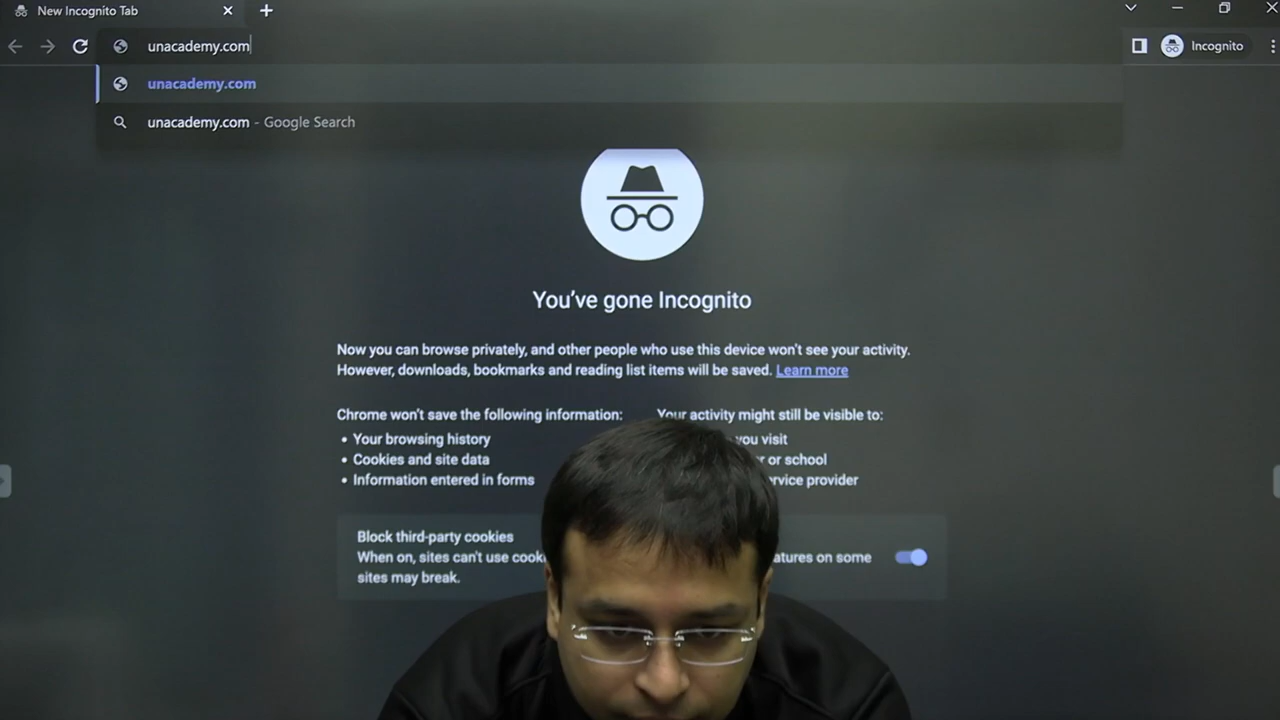 New Incognito Tab
unacademy.com
Incognito
unacademy.com
unacademy.com - Google Search
You've gone Incognito
Now you can browse privately, and other people who use this device won't see your activity.
However, downloads, bookmarks and reading list items will be saved. Learn more
Chrome won't save the following information:
Your activity might still be visible to:
• Your browsing history
• Cookies and site data
• Information entered in forms
you visit
or school
service provider
Block third-party cookies
When on, sites can't use
features on some
sites may break.